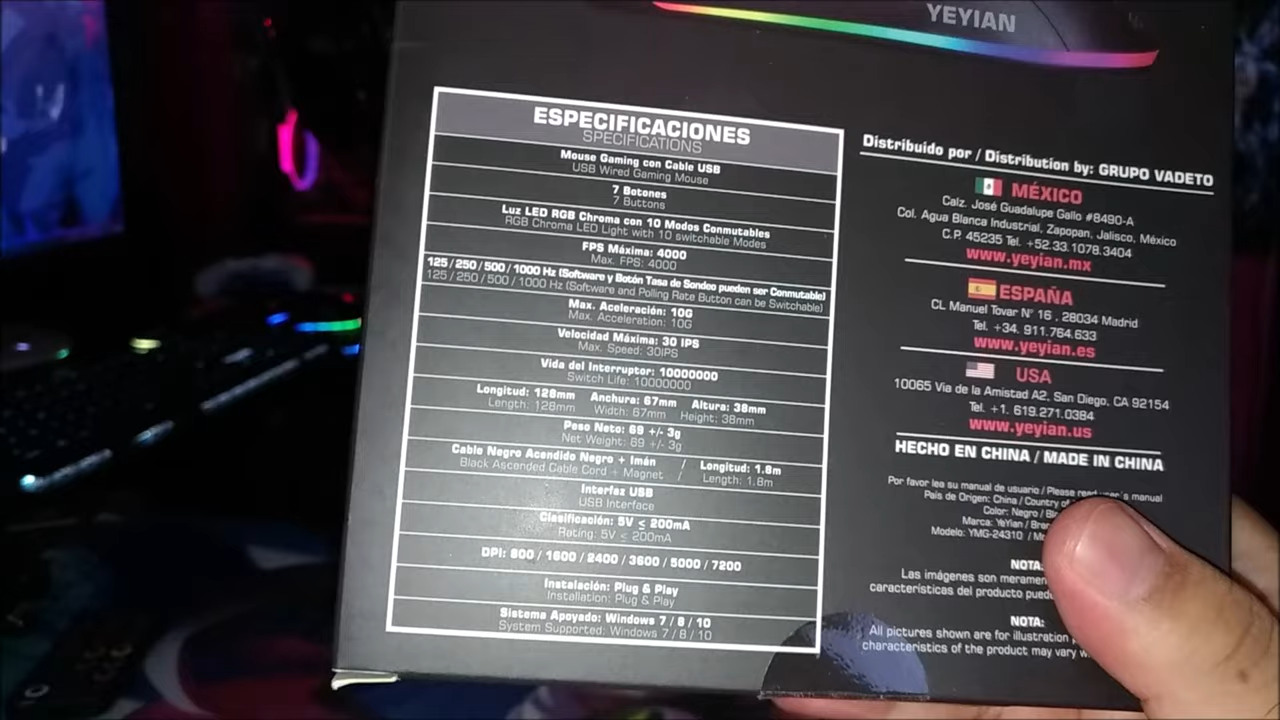 YEYIAN
ESPECIFICACIONES
SPECIFICATIONS
Mouse Gaming con Cable USB
USB Wired Gaming Mouse
7 Botones
7 Buttons
Luz LED RGB Chroma con 10 Modos Conmutables
RGB Chroma LED Light with 10 switchable Modes
FPS Máxima: 4000
Max. FPS: 4000
125 / 250 / 500 / 1000 Hz (Software y Botón Tasa de Sondeo pueden ser Conmutable)
125 / 250 / 500 / 1000 Hz (Software and Polling Rate Button can be Switchable)
Max. Aceleración: 10G
Max. Acceleration: 10G
Velocidad Máxima: 30 IPS
Max. Speed: 30IPS
Vida del Interruptor: 10000000
Switch Life: 10000000
Longitud: 128mm Anchura: 67mm Altura: 38mm
Length: 128mm Width: 67mm Height: 38mm
Peso Neto: 69 +/- 3g
Net Weight: 69 +/- 3g
Cable Negro Acendido Negro + Imán / Longitud: 1.8m
Black Ascended Cable Cord + Magnet / Length: 1.8m
Interfaz USB
USB Interface
Clasificación: 5V ≤ 200mA
Rating: 5V ≤ 200mA
DPI: 800 / 1600 / 2400 / 3600 / 5000 / 7200
Instalación: Plug & Play
Installation: Plug & Play
Sistema Apoyado: Windows 7 / 8 / 10
System Supported: Windows 7 / 8 / 10
Distribuido por / Distribution by: GRUPO VADETO
MÉXICO
Calz. José Guadalupe Gallo #8490-A
Col. Agua Blanca Industrial, Zapopan, Jalisco, México
C.P. 45235 Tel. +52.33.1078.3404
www.yeyian.mx
ESPAÑA
CL Manuel Tovar N° 16 , 28034 Madrid
Tel. +34. 911.764.633
www.yeyian.es
USA
10065 Via de la Amistad A2, San Diego, CA 92154
Tel. +1. 619.271.0384
www.yeyian.us
HECHO EN CHINA / MADE IN CHINA
Por favor lea su manual de usuario / Please read user´s manual
País de Origen: China / Country of
Color: Negro /
Marca: YeYian /
Modelo: YMG-24310 /
NOTA:
Las imágenes son
características del producto
NOTA:
All pictures shown are for illustration
characteristics of the product may vary